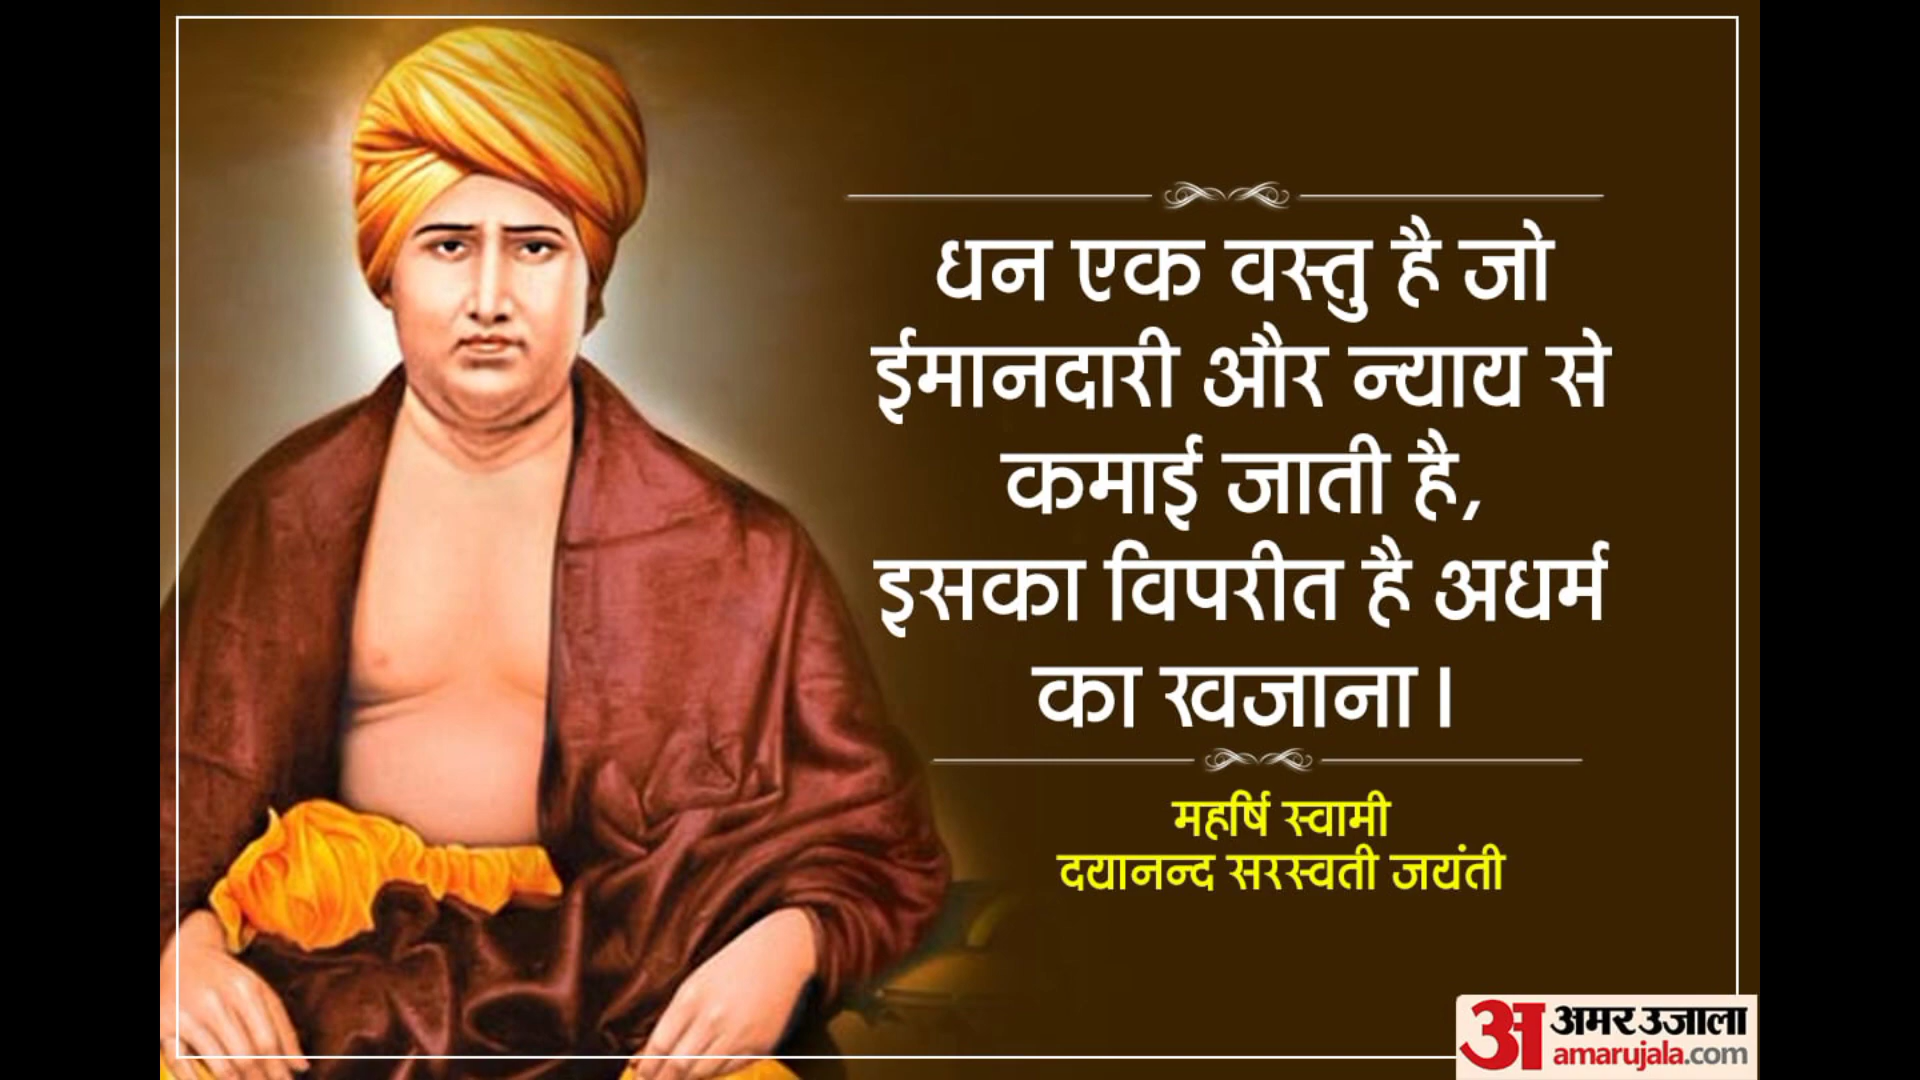 धन एक वस्तु है जो
ईमानदारी और न्याय से
कमाई जाती है,
इसका विपरीत है अधर्म
का खजाना।
महर्षि स्वामी
दयानन्द सरस्वती जयंती
अ अमर उजाला
amarujala.com